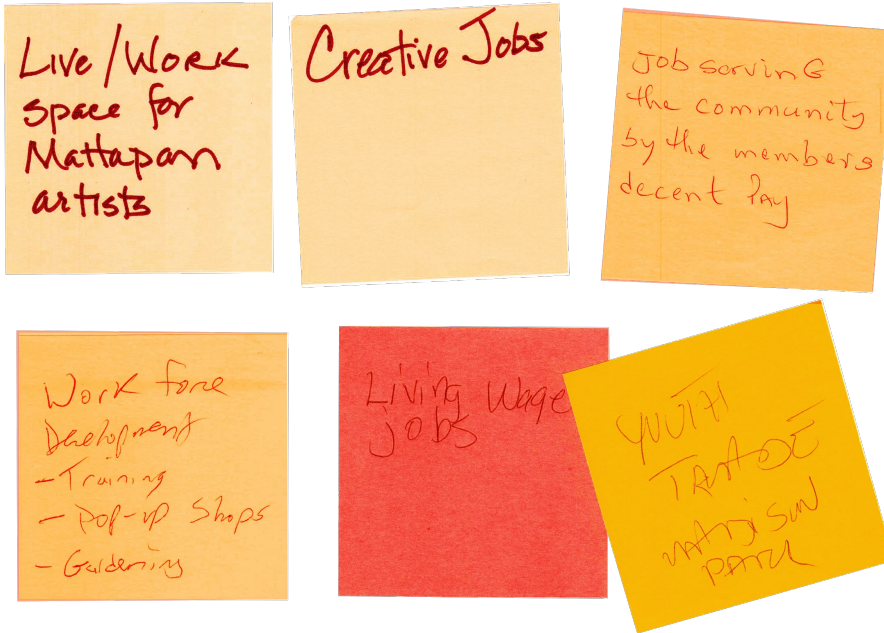 Live/Work
space for
Mattapan
artists
Creative Jobs
Job serving
the community
by the members
decent Pay
Work force
Development
- Training
- Pop-up Shops
- Gardening
Living Wage
jobs
YOUTH
TRADE
MADISON
PARK